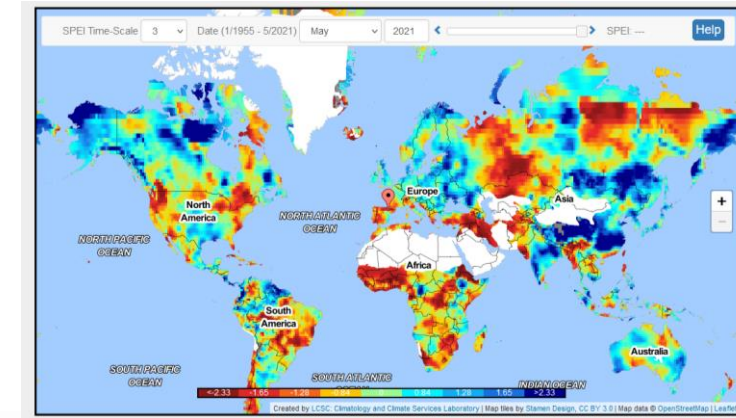 SPEI Time-Scale 3 Date (1/1955 - 5/2021) May 2021 SPEI: --- Help
Europe
Asia
North
America
NORTH ATLANTIC
OCEAN
+
−
NORTH PACIFIC
OCEAN
Africa
South
America
Australia
SOUTH PACIFIC
OCEAN
SOUTH ATLANTIC
INDIAN OCEAN
<-2.33 -1.65 -1.28 -0.84 0 0.84 1.28 1.65 >2.33
Created by LCSC: Climatology and Climate Services Laboratory | Map tiles by Stamen Design, CC BY 3.0 | Map data © OpenStreetMap | Leaflet